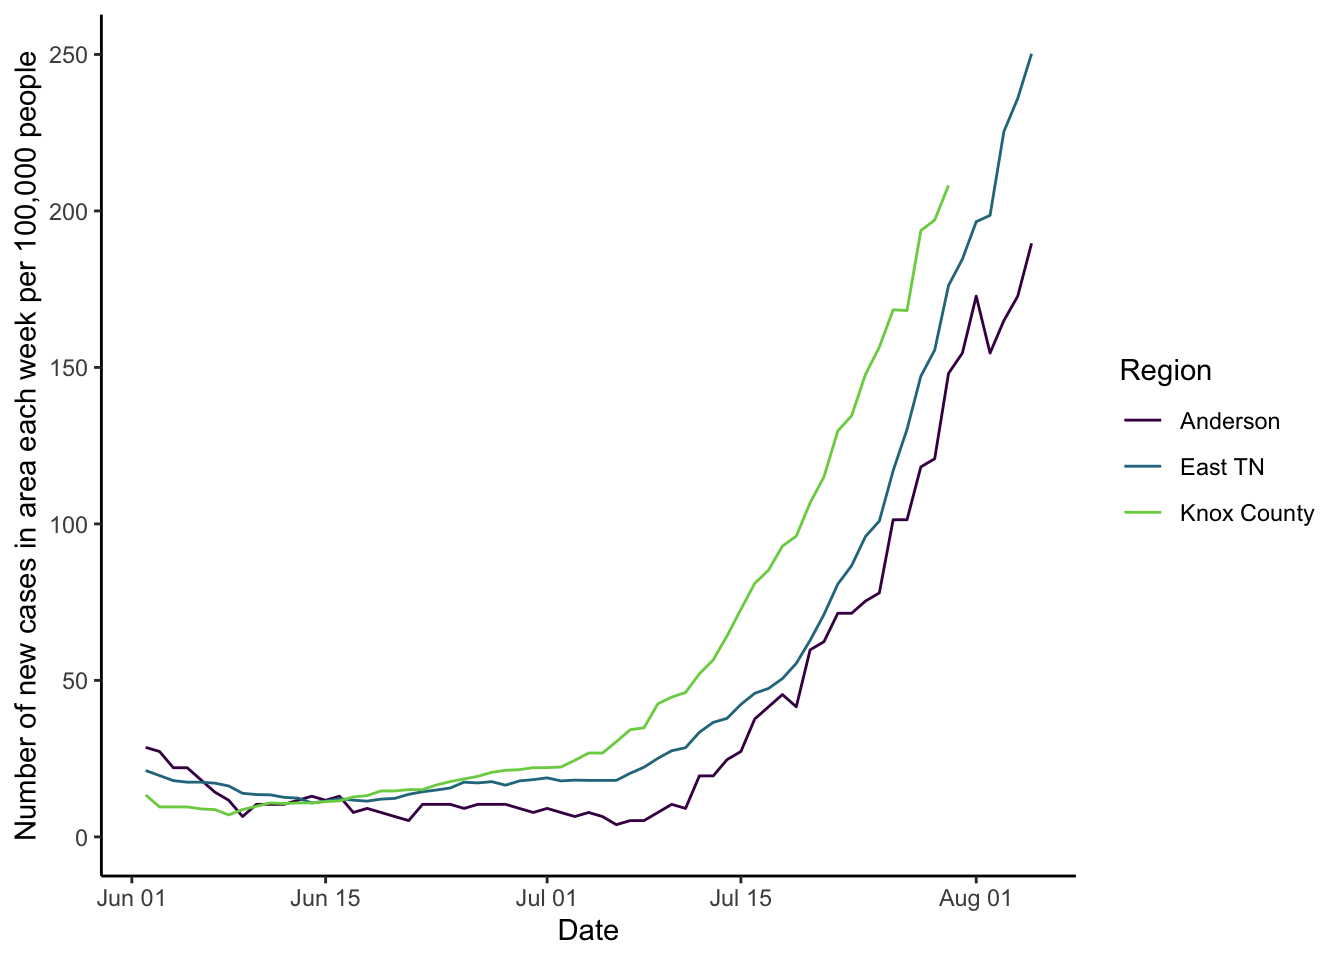 Number of new cases in area each week per 100,000 people
250
200
150
100
50
0
Jun 01
Jun 15
Jul 01
Jul 15
Aug 01
Date
Region
Anderson
East TN
Knox County